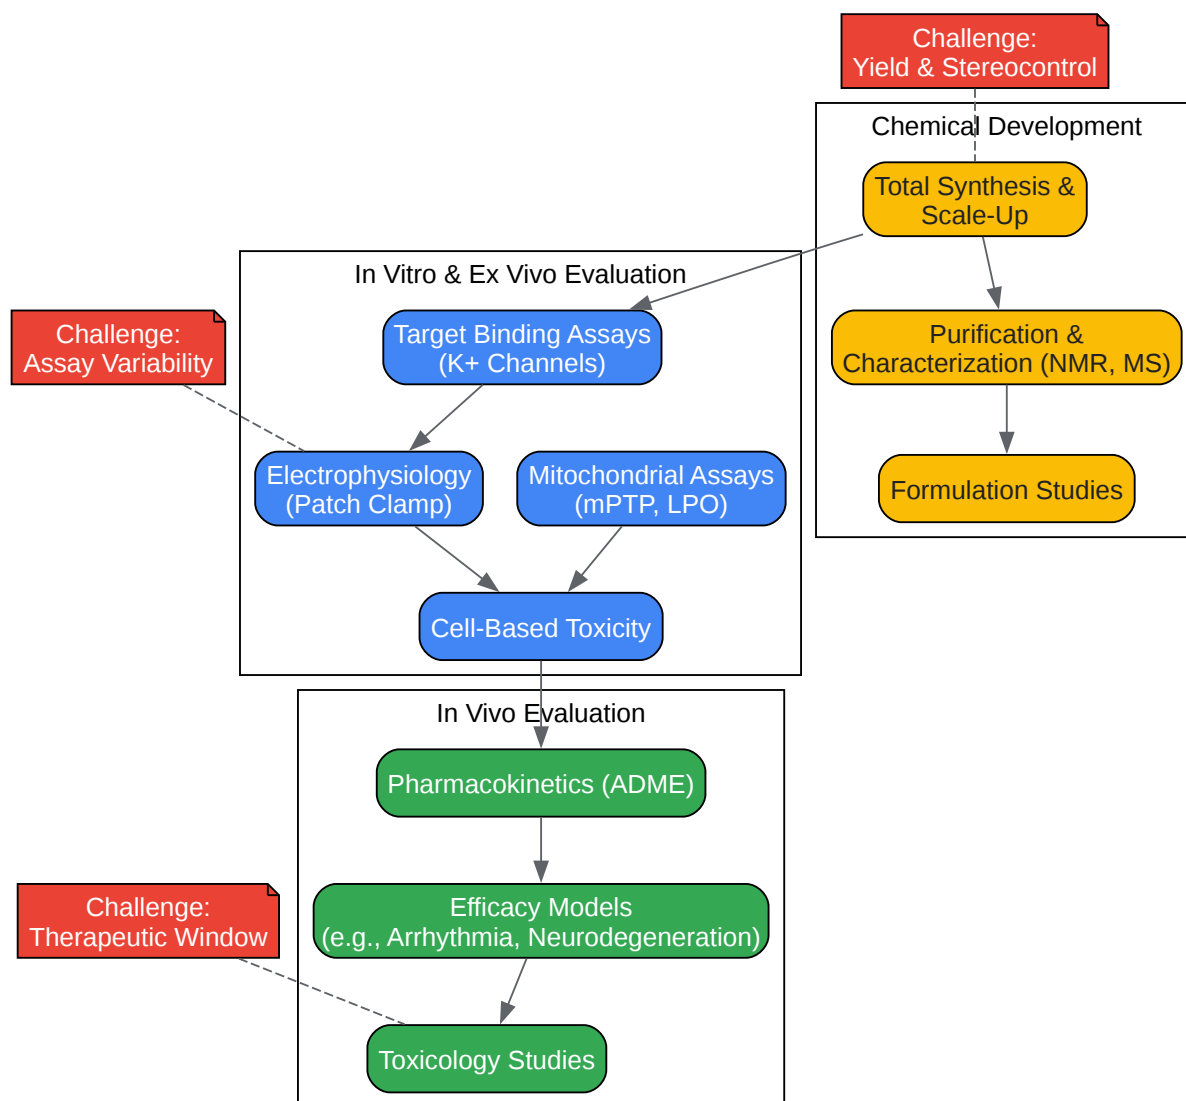 Challenge:
Yield & Stereocontrol
Chemical Development
Total Synthesis &
Scale-Up
In Vitro & Ex Vivo Evaluation
Challenge:
Assay Variability
Target Binding Assays
(K+ Channels)
Purification &
Characterization (NMR, MS)
Electrophysiology
(Patch Clamp)
Mitochondrial Assays
(mPTP, LPO)
Formulation Studies
Cell-Based Toxicity
In Vivo Evaluation
Pharmacokinetics (ADME)
Challenge:
Therapeutic Window
Efficacy Models
(e.g., Arrhythmia, Neurodegeneration)
Toxicology Studies